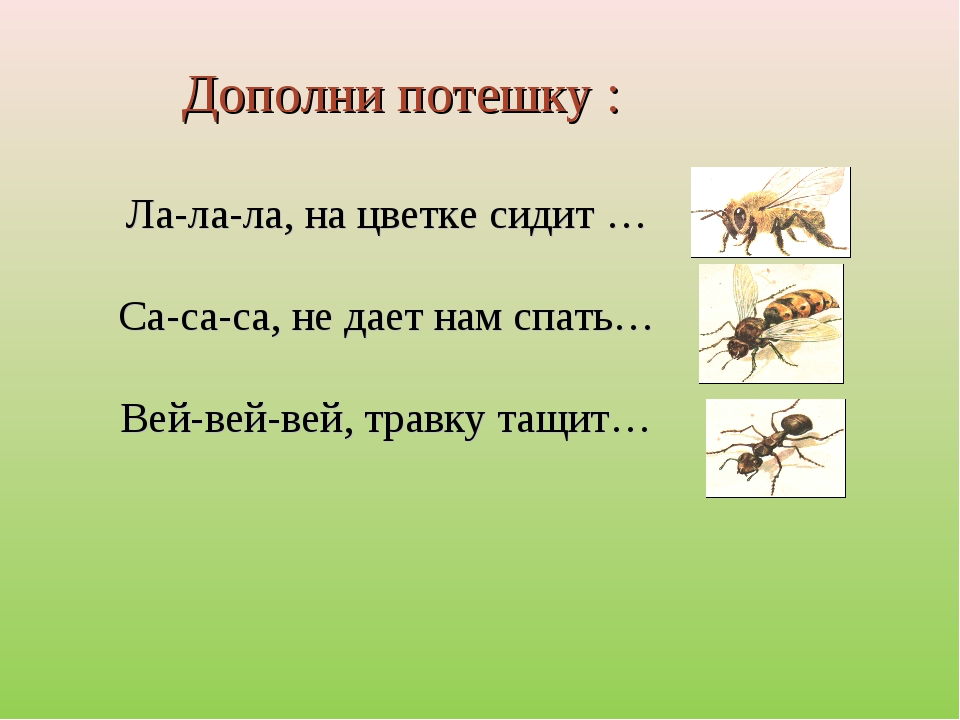 Дополни потешку :
Ла-ла-ла, на цветке сидит …
Са-са-са, не дает нам спать…
Вей-вей-вей, травку тащит…